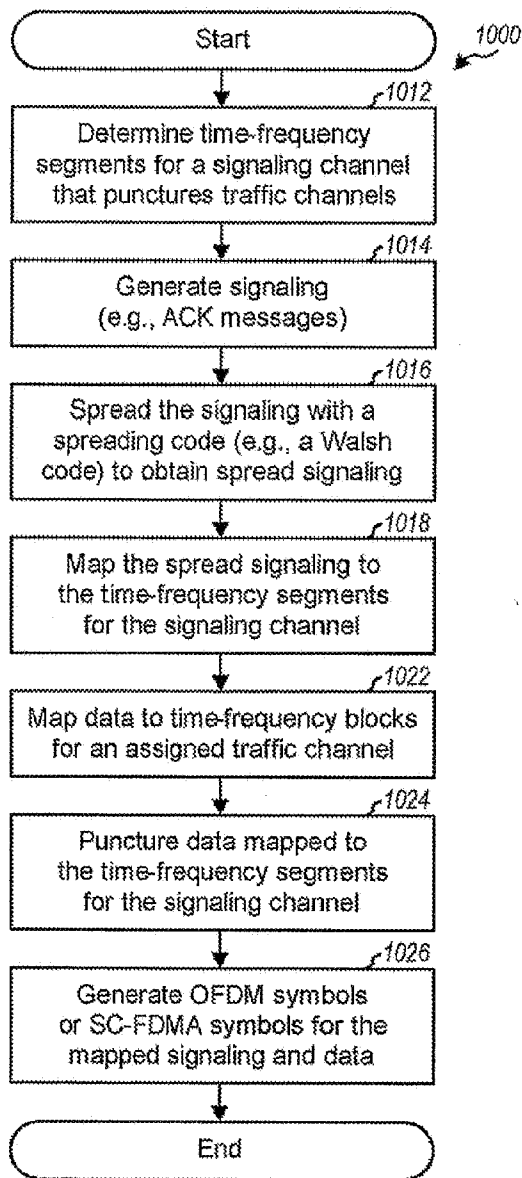 Start
1000
1012
Determine time-frequency
segments for a signaling channel
that punctures traffic channels
1014
Generate signaling
(e.g., ACK messages)
1016
Spread the signaling with a
spreading code (e.g., a Walsh
code) to obtain spread signaling
1018
Map the spread signaling to
the time-frequency segments
for the signaling channel
1022
Map data to time-frequency blocks
for an assigned traffic channel
1024
Puncture data mapped to
the time-frequency segments
for the signaling channel
1026
Generate OFDM symbols
or SC-FDMA symbols for the
mapped signaling and data
End